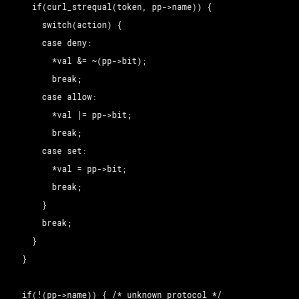 if(curl_strequal(token, pp->name)) {
switch(action) {
case deny:
*val &= ~(pp->bit);
break;
case allow:
*val |= pp->bit;
break;
case set:
*val = pp->bit;
break;
}
break;
}
}
if(!(pp->name)) { /* unknown protocol */